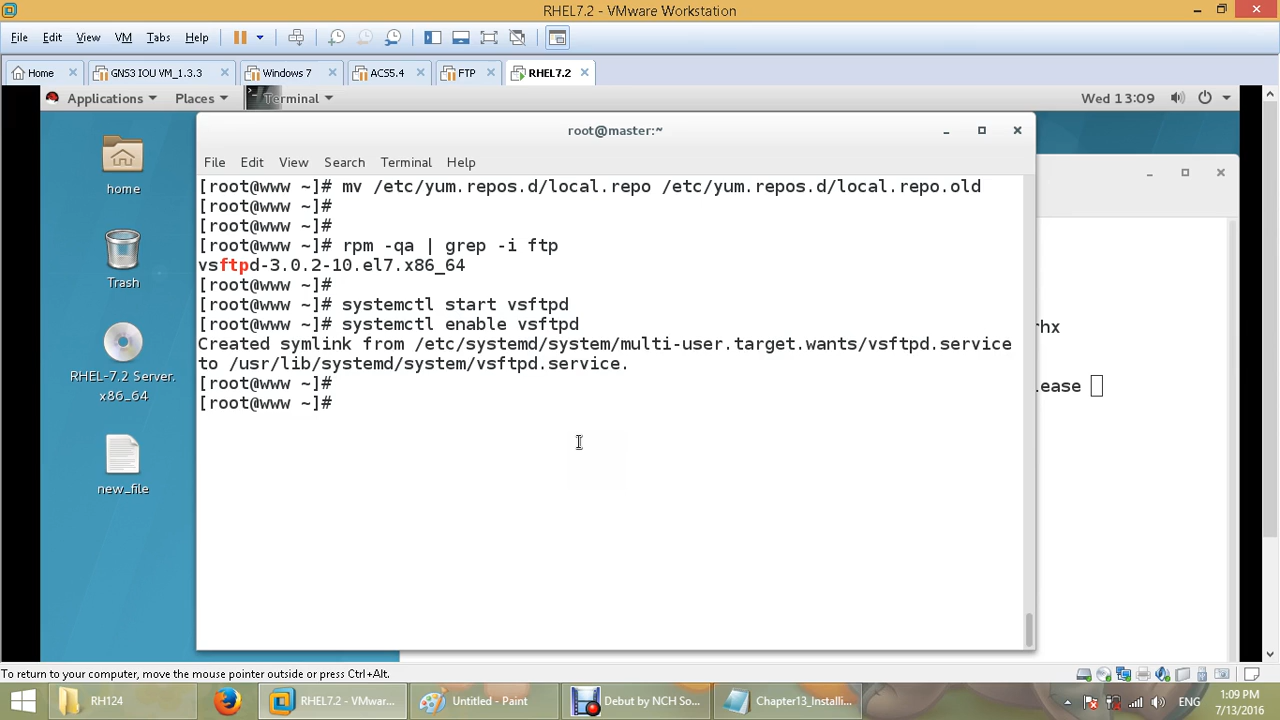 RHEL7.2 - VMware Workstation
File Edit View VM Tabs Help
Home GNS3 IOU VM_1.3.3 Windows 7 ACS5.4 FTP RHEL7.2
Applications Places Terminal Wed 13:09
root@master:~
File Edit View Search Terminal Help
[root@www ~]# mv /etc/yum.repos.d/local.repo /etc/yum.repos.d/local.repo.old
[root@www ~]#
[root@www ~]#
[root@www ~]# rpm -qa | grep -i ftp
vsftpd-3.0.2-10.el7.x86_64
[root@www ~]#
[root@www ~]# systemctl start vsftpd
[root@www ~]# systemctl enable vsftpd
Created symlink from /etc/systemd/system/multi-user.target.wants/vsftpd.service
to /usr/lib/systemd/system/vsftpd.service.
[root@www ~]#
[root@www ~]#
home
Trash
RHEL-7.2 Server.
x86_64
new_file
rhx
lease
To return to your computer, move the mouse pointer outside or press Ctrl+Alt.
RH124 RHEL7.2 - VMwar... Untitled - Paint Debut by NCH So... Chapter13_Installi... ENG 1:09 PM
7/13/2016